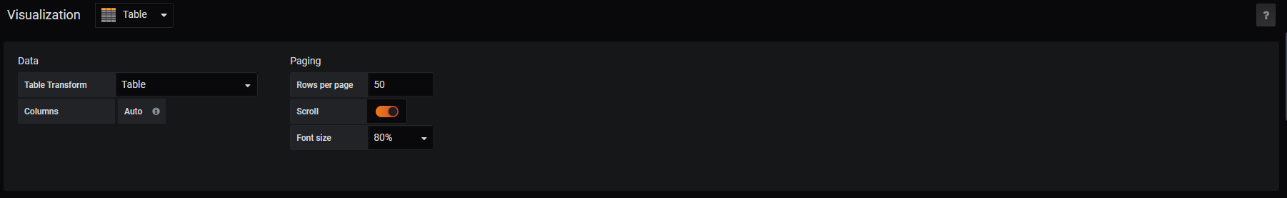 Visualization Table ?
Data Paging
Table Transform Table Rows per page 50
Columns Auto Scroll
Font size 80%